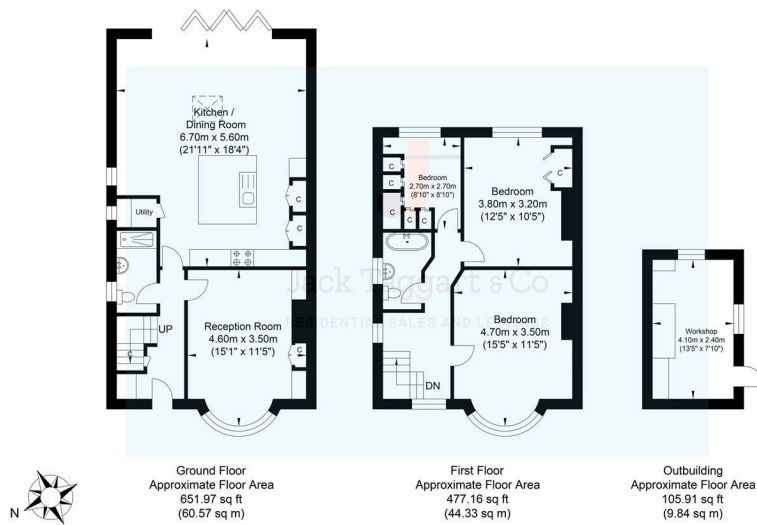 Kitchen /
Dining Room
6.70m x 5.60m
(21'11" x 18'4")
Utility
C
C
UP
C
Reception Room
4.60m x 3.50m
(15'1" x 11'5")
C
Ground Floor
Approximate Floor Area
651.97 sq ft
(60.57 sq m)
C
C
C
C
C
Bedroom
2.70m x 2.70m
(8'10" x 8'10")
C
Bedroom
3.80m x 3.20m
(12'5" x 10'5")
Bedroom
4.70m x 3.50m
(15'5" x 11'5")
DN
First Floor
Approximate Floor Area
477.16 sq ft
(44.33 sq m)
Workshop
4.10m x 2.40m
(13'5" x 7'10")
Outbuilding
Approximate Floor Area
105.91 sq ft
(9.84 sq m)
Jack Taggart & Co
RESIDENTIAL SALES AND LETTINGS
N